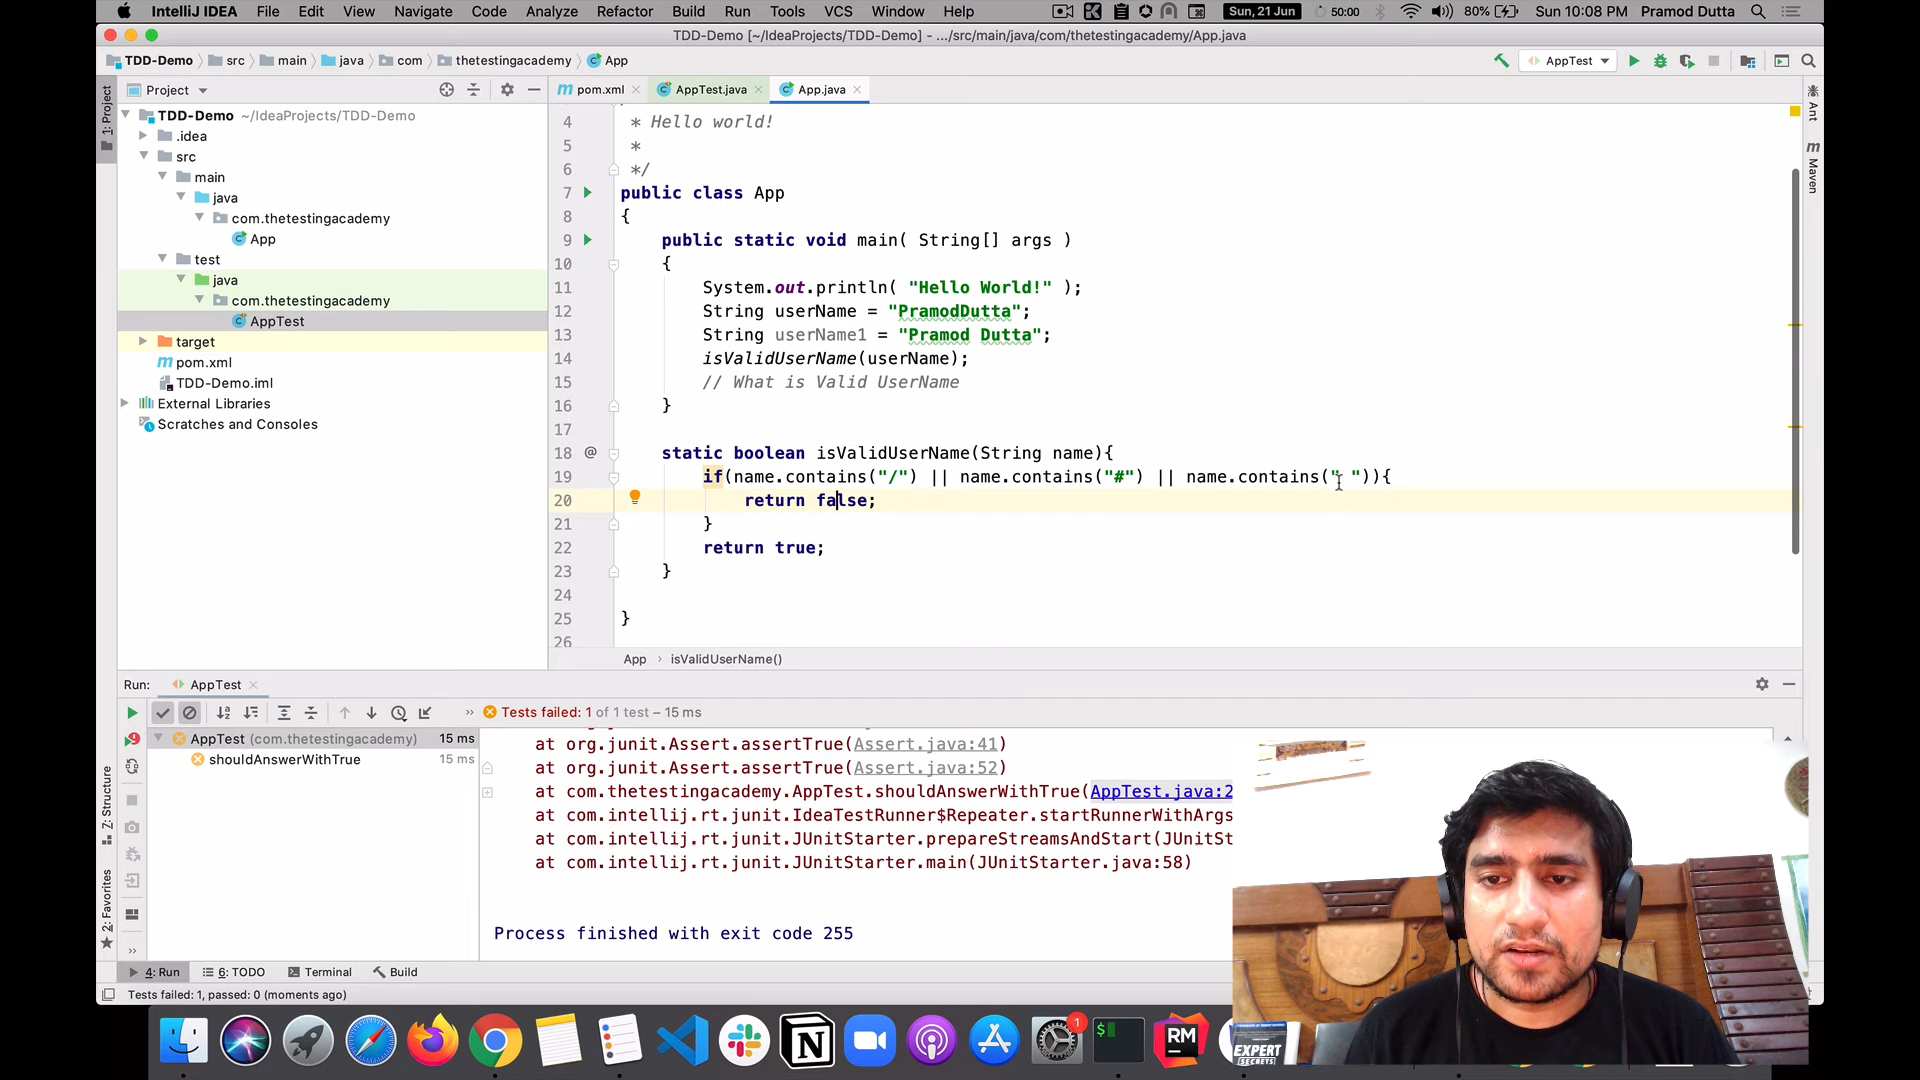 IntelliJ IDEA File Edit View Navigate Code Analyze Refactor Build Run Tools VCS Window Help Sun, 21 Jun 50:00 80% Sun 10:08 PM Pramod Dutta
TDD-Demo [~/IdeaProjects/TDD-Demo] - .../src/main/java/com/thetestingacademy/App.java
TDD-Demo src main java com thetestingacademy App AppTest
Project pom.xml AppTest.java App.java
1: Project
Ant
Maven
TDD-Demo ~/IdeaProjects/TDD-Demo
.idea
src
main
java
com.thetestingacademy
App
test
java
com.thetestingacademy
AppTest
target
pom.xml
TDD-Demo.iml
External Libraries
Scratches and Consoles
4 * Hello world!
5 *
6 */
7 public class App
8 {
9 public static void main( String[] args )
10 {
11 System.out.println( "Hello World!" );
12 String userName = "PramodDutta";
13 String userName1 = "Pramod Dutta";
14 isValidUserName(userName);
15 // What is Valid UserName
16 }
17
18 @ static boolean isValidUserName(String name){
19 if(name.contains("/") || name.contains("#") || name.contains(" ")){
20 return false;
21 }
22 return true;
23 }
24
25 }
26
App › isValidUserName()
Run: AppTest
Tests failed: 1 of 1 test – 15 ms
AppTest (com.thetestingacademy) 15 ms
shouldAnswerWithTrue 15 ms
at org.junit.Assert.assertTrue(Assert.java:41)
at org.junit.Assert.assertTrue(Assert.java:52)
at com.thetestingacademy.AppTest.shouldAnswerWithTrue(AppTest.java:2
at com.intellij.rt.junit.IdeaTestRunner$Repeater.startRunnerWithArgs
at com.intellij.rt.junit.JUnitStarter.prepareStreamsAndStart(JUnitSt
at com.intellij.rt.junit.JUnitStarter.main(JUnitStarter.java:58)
Process finished with exit code 255
Z: Structure
2: Favorites
4: Run 6: TODO Terminal Build
Tests failed: 1, passed: 0 (moments ago)
1
$
RM
EXPERT
SECRETS